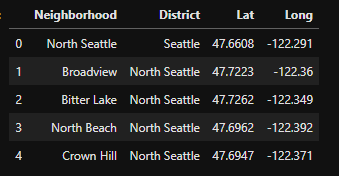 Neighborhood District Lat Long
0 North Seattle Seattle 47.6608 -122.291
1 Broadview North Seattle 47.7223 -122.36
2 Bitter Lake North Seattle 47.7262 -122.349
3 North Beach North Seattle 47.6962 -122.392
4 Crown Hill North Seattle 47.6947 -122.371